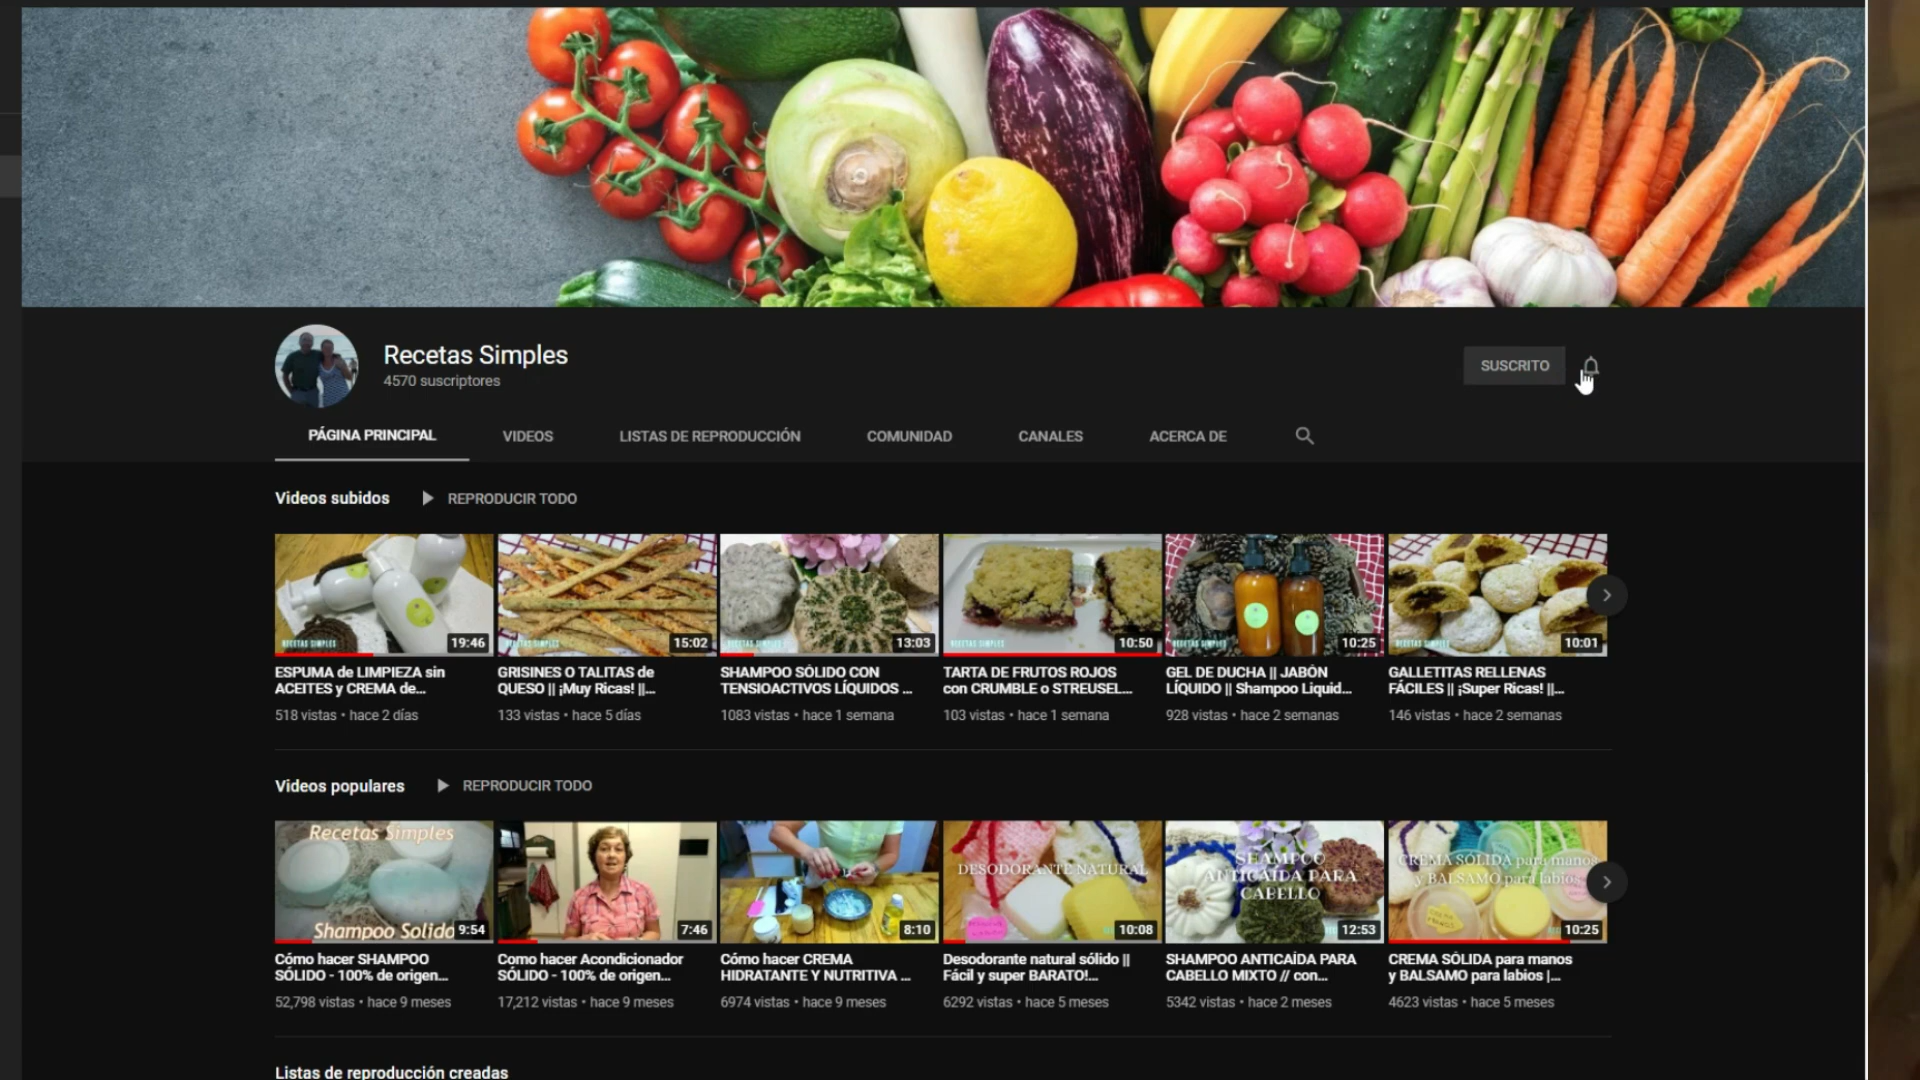 Recetas Simples
4570 suscriptores
SUSCRITO
PÁGINA PRINCIPAL
VIDEOS
LISTAS DE REPRODUCCIÓN
COMUNIDAD
CANALES
ACERCA DE
Videos subidos
REPRODUCIR TODO
RECETAS SIMPLES
19:46
15:02
13:03
10:50
10:25
10:01
ESPUMA de LIMPIEZA sin
ACEITES y CREMA de...
518 vistas • hace 2 días
GRISINES O TALITAS de
QUESO || ¡Muy Ricas! ||...
133 vistas • hace 5 días
SHAMPOO SÓLIDO CON
TENSIOACTIVOS LÍQUIDOS ...
1083 vistas • hace 1 semana
TARTA DE FRUTOS ROJOS
con CRUMBLE o STREUSEL...
103 vistas • hace 1 semana
GEL DE DUCHA || JABÓN
LÍQUIDO || Shampoo Liquid...
928 vistas • hace 2 semanas
GALLETITAS RELLENAS
FÁCILES || ¡Super Ricas! ||...
146 vistas • hace 2 semanas
Videos populares
REPRODUCIR TODO
Recetas Simples
Shampoo Solido
9:54
7:46
8:10
DESODORANTE NATURAL
10:08
SHAMPOO
ANTICAÍDA PARA
CABELLO
12:53
CREMA SÓLIDA para manos
y BALSAMO para labios
10:25
Cómo hacer SHAMPOO
SÓLIDO - 100% de origen...
52,798 vistas • hace 9 meses
Como hacer Acondicionador
SÓLIDO - 100% de origen...
17,212 vistas • hace 9 meses
Cómo hacer CREMA
HIDRATANTE Y NUTRITIVA ...
6974 vistas • hace 9 meses
Desodorante natural sólido ||
Fácil y super BARATO!...
6292 vistas • hace 5 meses
SHAMPOO ANTICAÍDA PARA
CABELLO MIXTO // con...
5342 vistas • hace 2 meses
CREMA SÓLIDA para manos
y BALSAMO para labios |...
4623 vistas • hace 5 meses
Listas de reproducción creadas